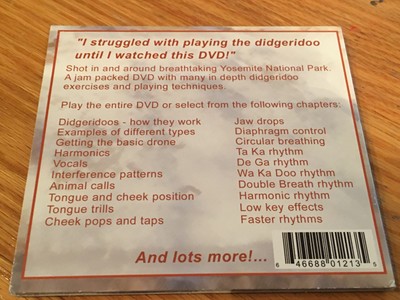 "I struggled with playing the didgeridoo
until I watched this DVD!"
Shot in and around breathtaking Yosemite National Park.
A jam packed DVD with many in depth didgeridoo
exercises and playing techniques.
Play the entire DVD or select from the following chapters:
Didgeridoos - how they work
Examples of different types
Getting the basic drone
Harmonics
Vocals
Interference patterns
Animal calls
Tongue and cheek position
Tongue trills
Cheek pops and taps
Jaw drops
Diaphragm control
Circular breathing
Ta Ka rhythm
De Ga rhythm
Wa Ka Doo rhythm
Double Breath rhythm
Harmonic rhythm
Low key effects
Faster rhythms
And lots more!...
6 46688 01213 5